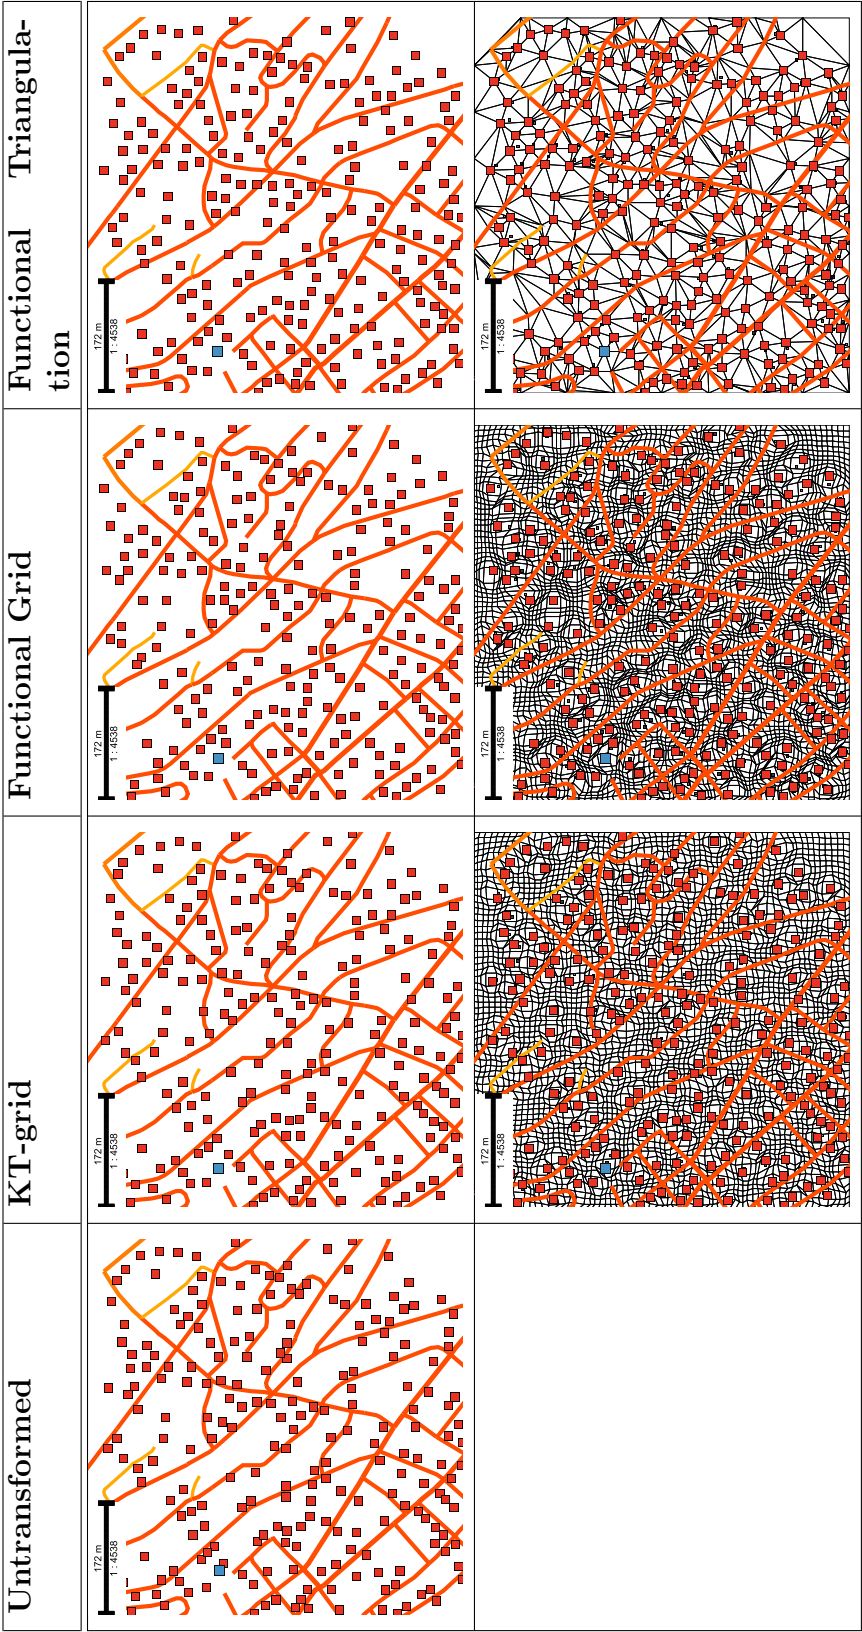 Untransformed
KT-grid
Functional Grid
Functional Triangula-
tion
172 m
1 : 4538
172 m
1 : 4538
172 m
1 : 4538
172 m
1 : 4538
172 m
1 : 4538
172 m
1 : 4538
172 m
1 : 4538